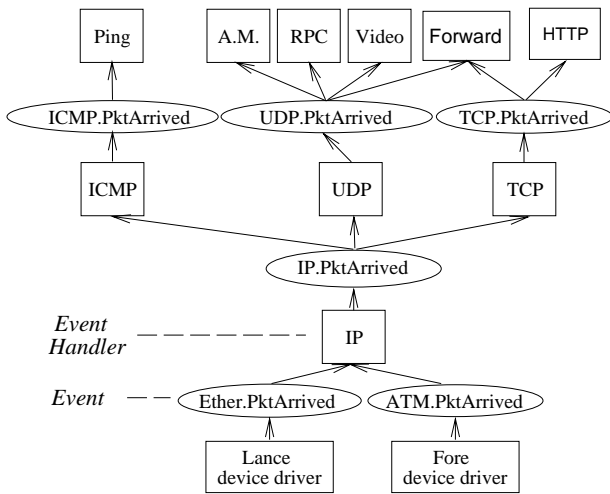 Ping
A.M.
RPC
Video
Forward
HTTP
ICMP.PktArrived
UDP.PktArrived
TCP.PktArrived
ICMP
UDP
TCP
IP.PktArrived
Event
Handler
IP
Event
Ether.PktArrived
ATM.PktArrived
Lance
device driver
Fore
device driver